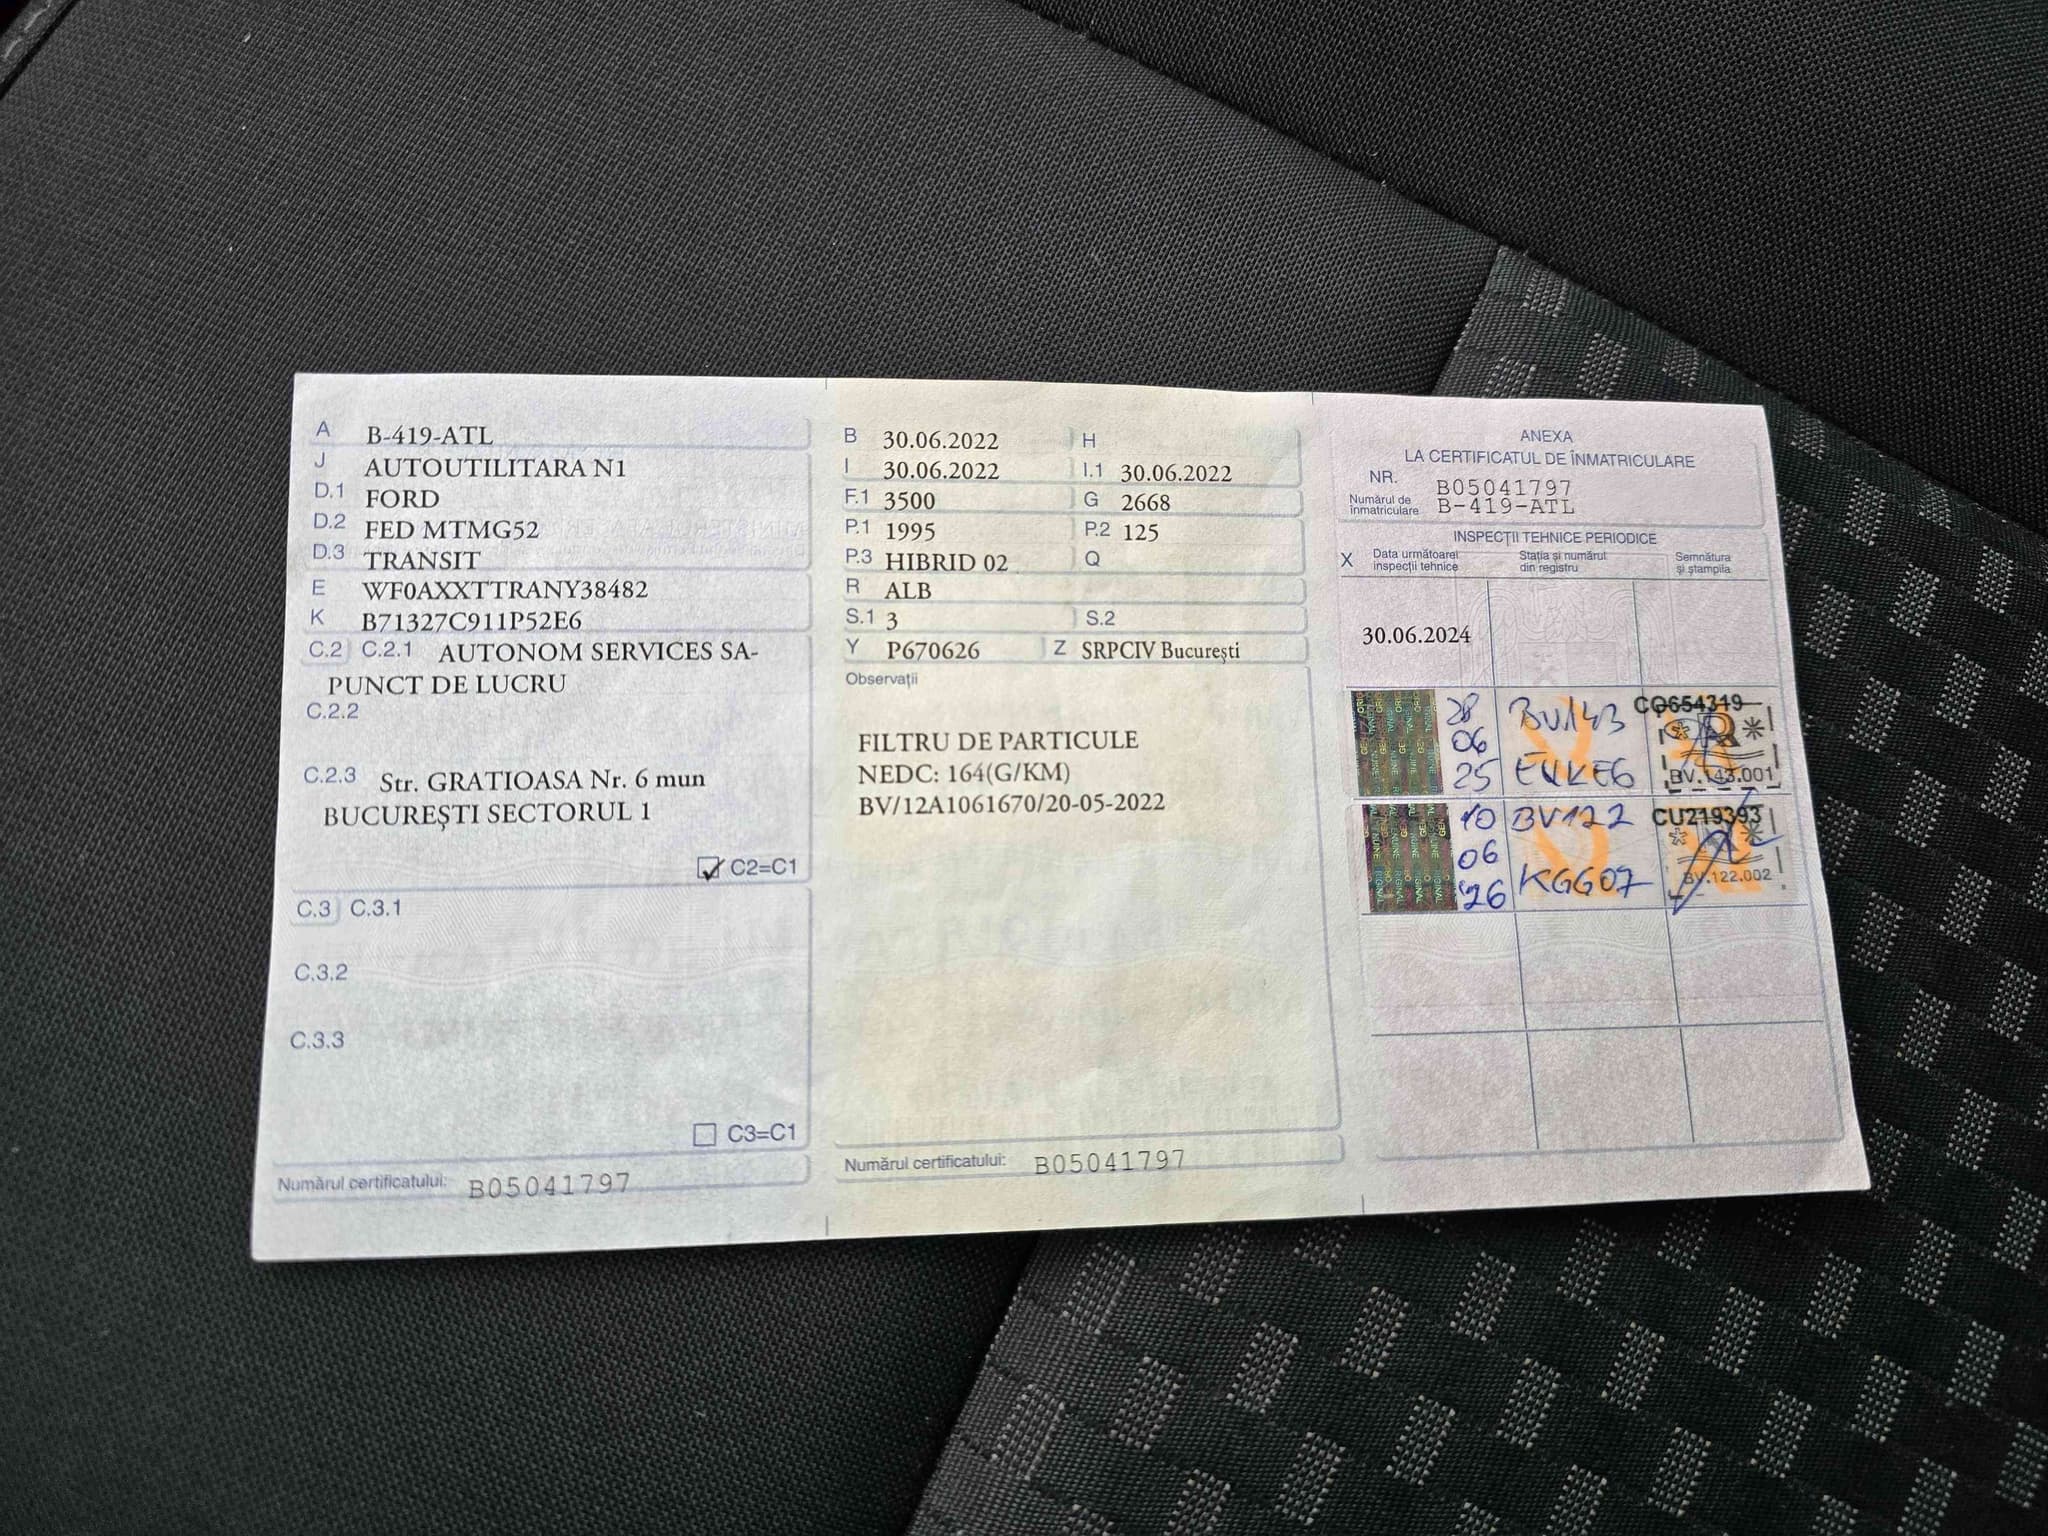 A B-419-ATL
J AUTOUTILITARA N1
D.1 FORD
D.2 FED MTMG52
D.3 TRANSIT
E WF0AXXTTRANY38482
K B71327C911P52E6
C.2 C.2.1 AUTONOM SERVICES SA-
PUNCT DE LUCRU
C.2.2
C.2.3 Str. GRATIOASA Nr. 6 mun
BUCUREŞTI SECTORUL 1
C2=C1
C.3 C.3.1
C.3.2
C.3.3
C3=C1
Numărul certificatului: B05041797
B 30.06.2022 H
I 30.06.2022 I.1 30.06.2022
F.1 3500 G 2668
P.1 1995 P.2 125
P.3 HIBRID 02 Q
R ALB
S.1 3 S.2
Y P670626 Z SRPCIV Bucureşti
Observaţii
FILTRU DE PARTICULE
NEDC: 164(G/KM)
BV/12A1061670/20-05-2022
Numărul certificatului: B05041797
ANEXA
LA CERTIFICATUL DE ÎNMATRICULARE
NR. B05041797
Numărul de
înmatriculare B-419-ATL
INSPECŢII TEHNICE PERIODICE
X Data următoarei
inspecţii tehnice
Staţia şi numărul
din registru
Semnătura
şi ştampila
30.06.2024
28
06
25
BV143
CQ654319
R
BV.143.001
10
06
'26
BV122
KGG07
CU219393
BV.122.002